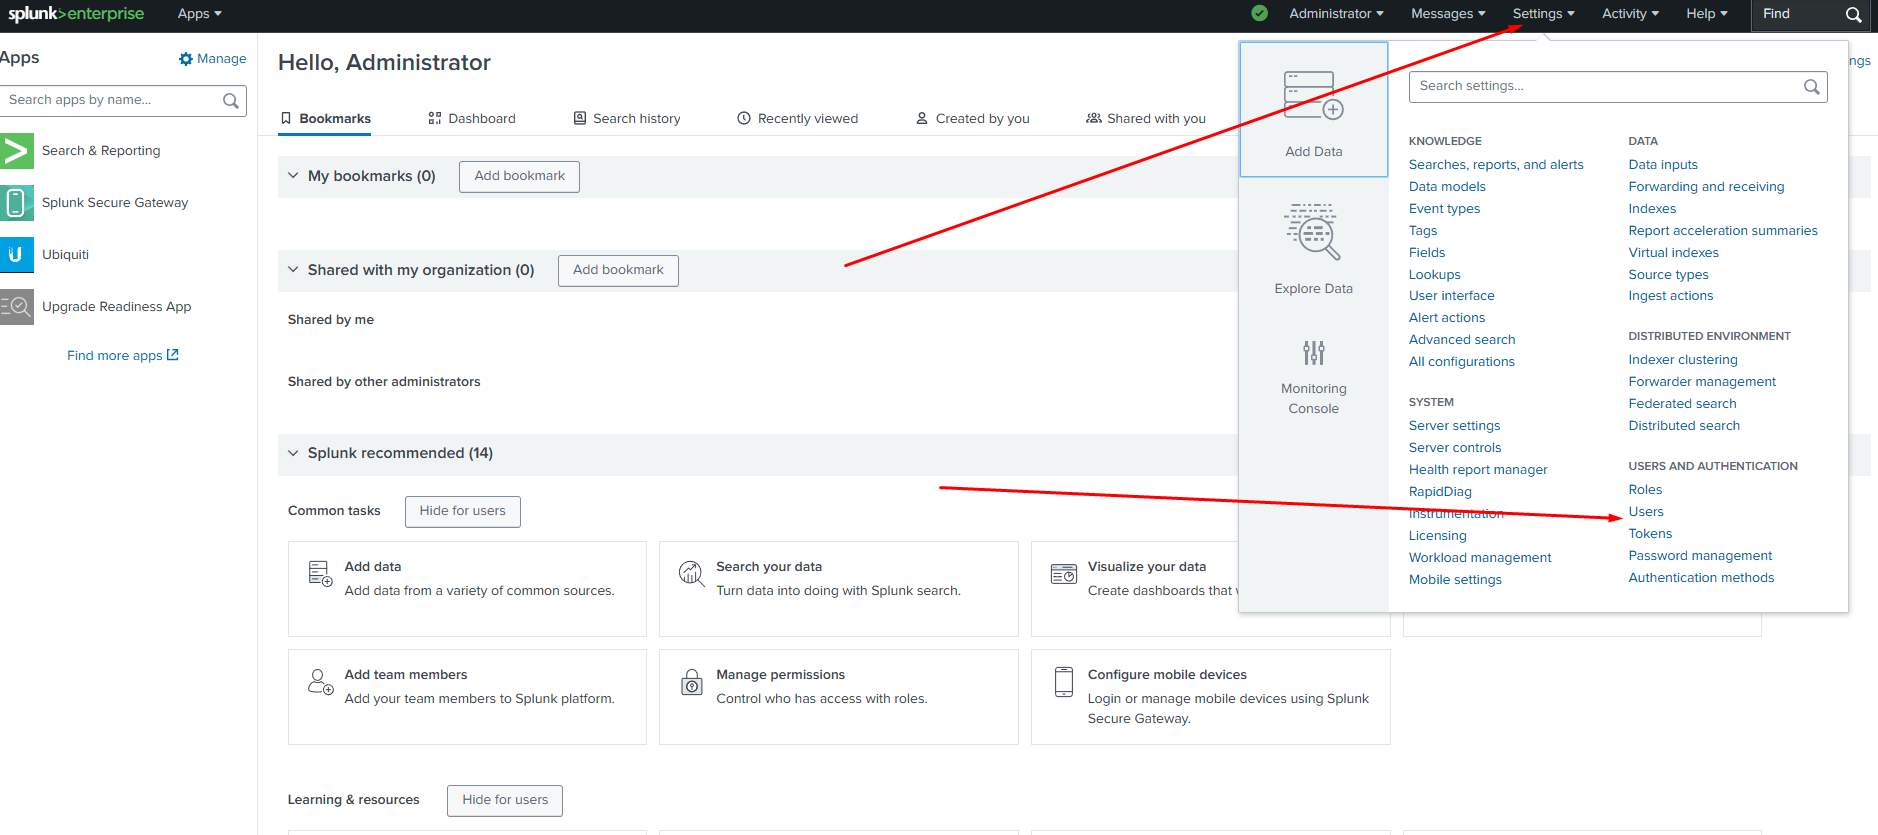 splunk>enterprise Apps Administrator Messages Settings Activity Help Find
Apps Manage
Search apps by name...
Search & Reporting
Splunk Secure Gateway
Ubiquiti
Upgrade Readiness App
Find more apps
Hello, Administrator
ngs
Bookmarks Dashboard Search history Recently viewed Created by you Shared with you
My bookmarks (0) Add bookmark
Shared with my organization (0) Add bookmark
Shared by me
Shared by other administrators
Splunk recommended (14)
Common tasks Hide for users
Add data
Add data from a variety of common sources.
Search your data
Turn data into doing with Splunk search.
Visualize your data
Create dashboards that
Add team members
Add your team members to Splunk platform.
Manage permissions
Control who has access with roles.
Configure mobile devices
Login or manage mobile devices using Splunk
Secure Gateway.
Learning & resources Hide for users
Add Data
Explore Data
Monitoring
Console
Search settings...
KNOWLEDGE
Searches, reports, and alerts
Data models
Event types
Tags
Fields
Lookups
User interface
Alert actions
Advanced search
All configurations
SYSTEM
Server settings
Server controls
Health report manager
RapidDiag
Instrumentation
Licensing
Workload management
Mobile settings
DATA
Data inputs
Forwarding and receiving
Indexes
Report acceleration summaries
Virtual indexes
Source types
Ingest actions
DISTRIBUTED ENVIRONMENT
Indexer clustering
Forwarder management
Federated search
Distributed search
USERS AND AUTHENTICATION
Roles
Users
Tokens
Password management
Authentication methods